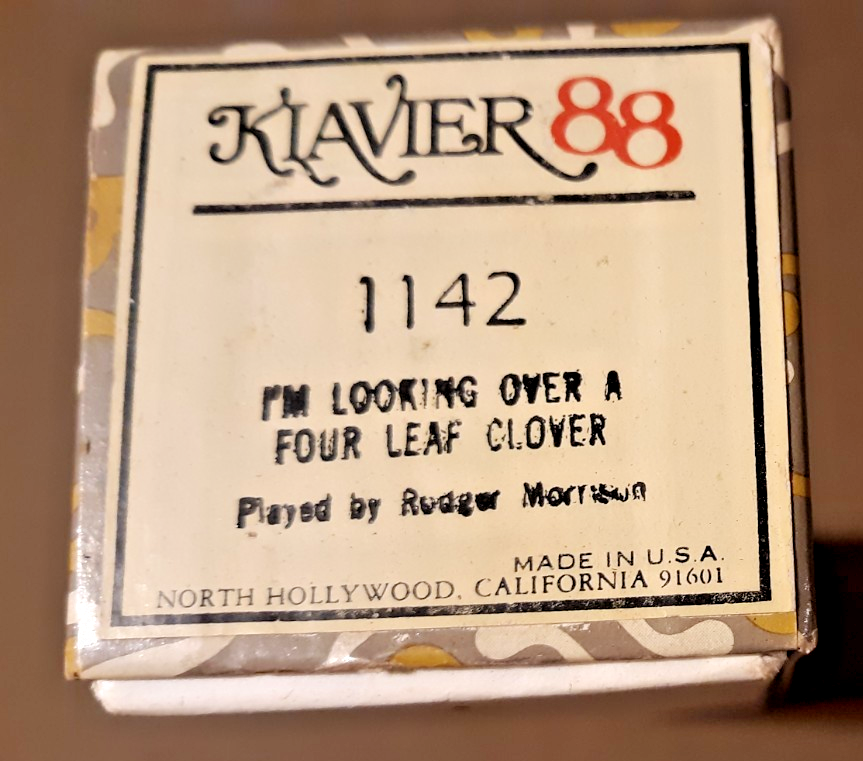 KLAVIER 88
1142
I'M LOOKING OVER A
FOUR LEAF CLOVER
Played by Rodger Morrison
MADE IN U.S.A.
NORTH HOLLYWOOD, CALIFORNIA 91601